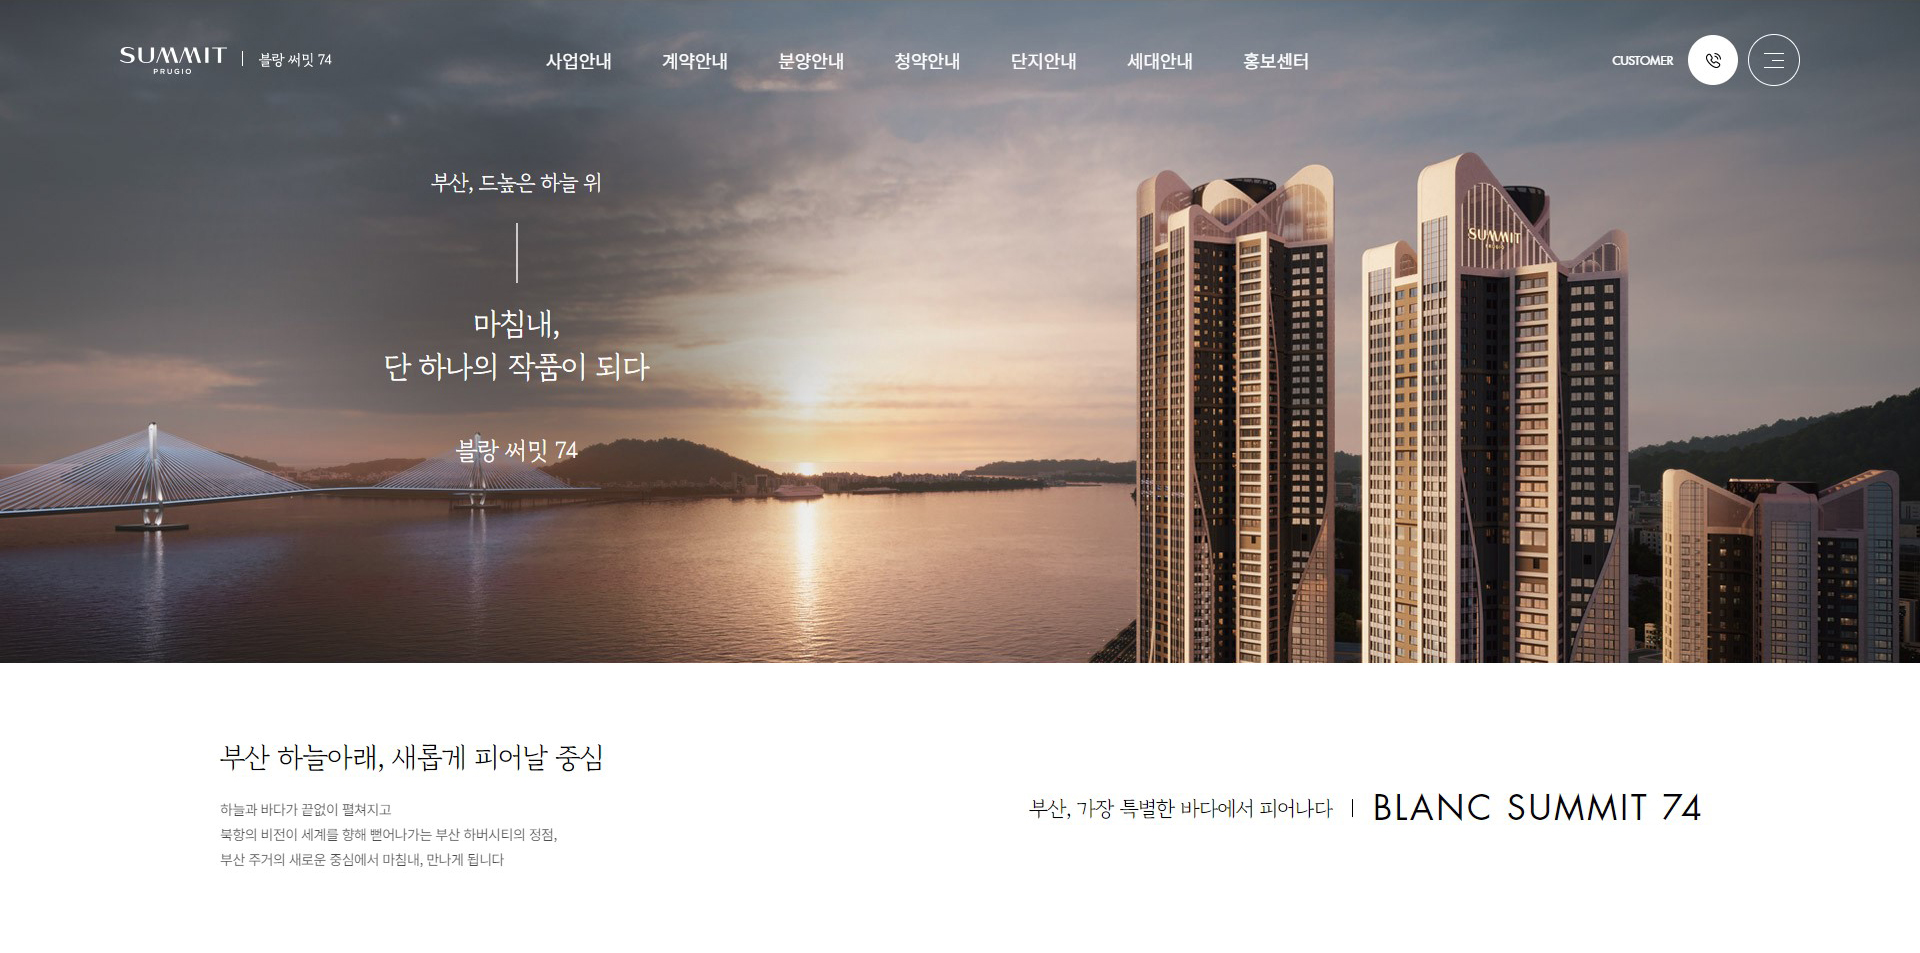 SUMMIT
PRUGIO
블랑 써밋 74
사업안내 계약안내 분양안내 청약안내 단지안내 세대안내 홍보센터
CUSTOMER
부산, 드높은 하늘 위
마침내,
단 하나의 작품이 되다
블랑 써밋 74
SUMMIT
PRUGIO
부산 하늘아래, 새롭게 피어날 중심
하늘과 바다가 끝없이 펼쳐지고
북항의 비전이 세계를 향해 뻗어나가는 부산 하버시티의 정점,
부산 주거의 새로운 중심에서 마침내, 만나게 됩니다
부산, 가장 특별한 바다에서 피어나다 | BLANC SUMMIT 74